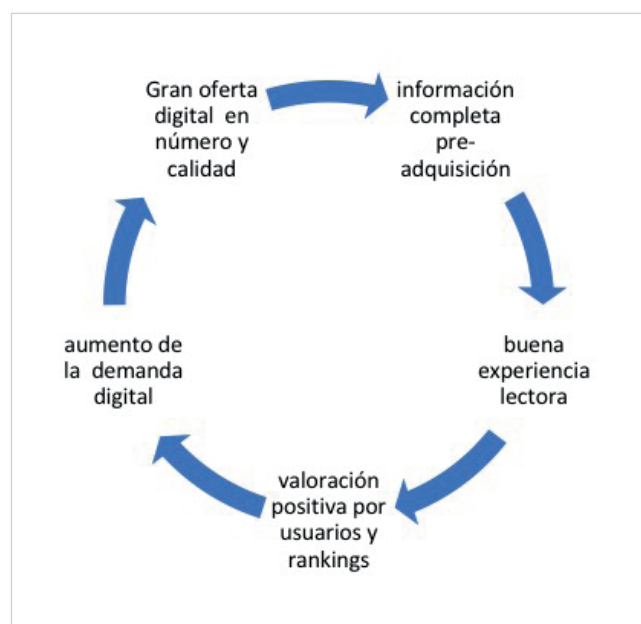 Gran oferta
digital en
número y
calidad
información
completa
pre-
adquisición
buena
experiencia
lectora
valoración
positiva por
usuarios y
rankings
aumento de
la demanda
digital